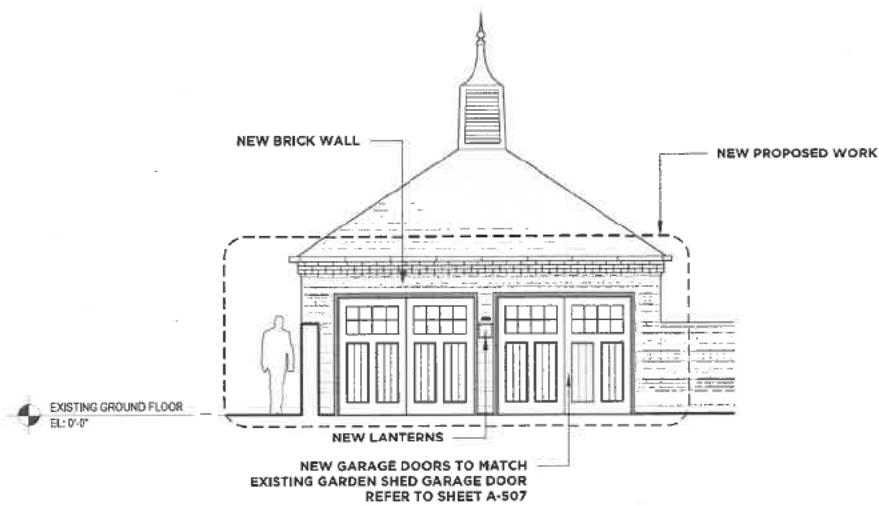 NEW BRICK WALL
NEW PROPOSED WORK
EXISTING GROUND FLOOR
EL: 0'-0"
NEW LANTERNS
NEW GARAGE DOORS TO MATCH
EXISTING GARDEN SHED GARAGE DOOR
REFER TO SHEET A-507